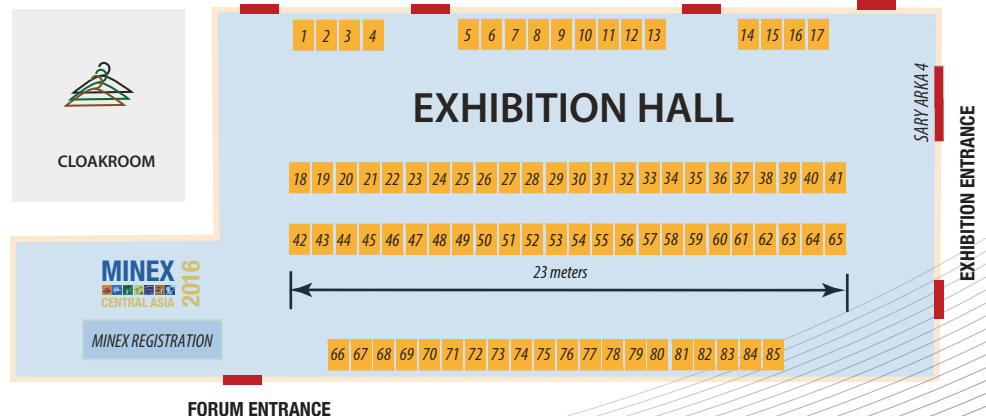 1 2 3 4 5 6 7 8 9 10 11 12 13 14 15 16 17
EXHIBITION HALL
SARY ARKA 4
EXHIBITION ENTRANCE
CLOAKROOM
18 19 20 21 22 23 24 25 26 27 28 29 30 31 32 33 34 35 36 37 38 39 40 41
42 43 44 45 46 47 48 49 50 51 52 53 54 55 56 57 58 59 60 61 62 63 64 65
23 meters
MINEX
CENTRAL ASIA
2016
MINEX REGISTRATION
66 67 68 69 70 71 72 73 74 75 76 77 78 79 80 81 82 83 84 85
FORUM ENTRANCE